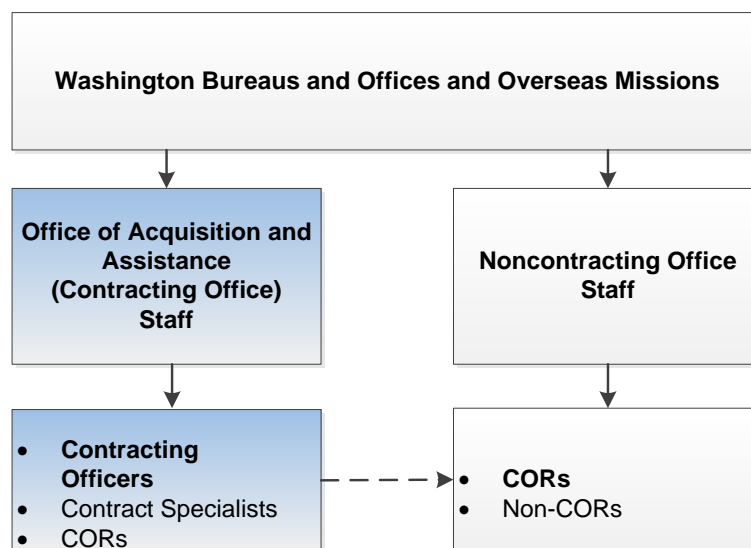 Washington Bureaus and Offices and Overseas Missions
Office of Acquisition and
Assistance
(Contracting Office)
Staff
Noncontracting Office
Staff
• Contracting
Officers
• Contract Specialists
• CORs
• CORs
• Non-CORs